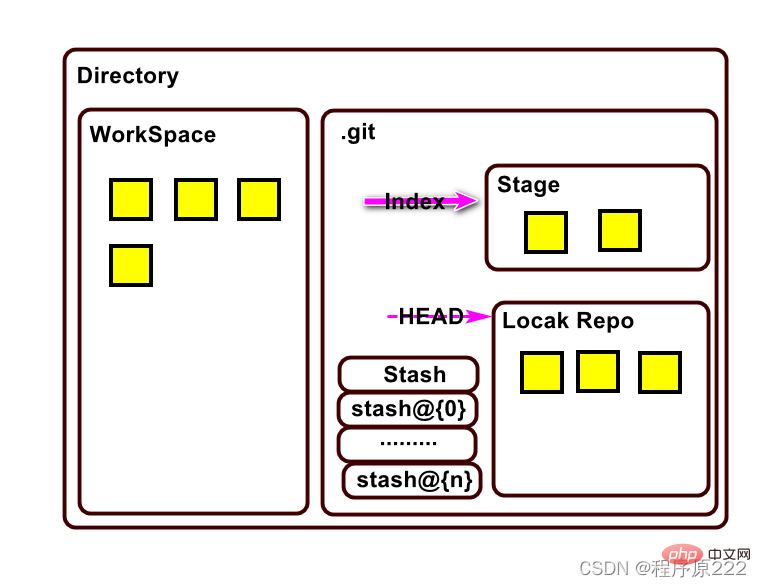 Directory
WorkSpace
.git
Index
Stage
HEAD
Locak Repo
Stash
stash@{0}
.........
stash@{n}
php 中文网
CSDN @程序原222